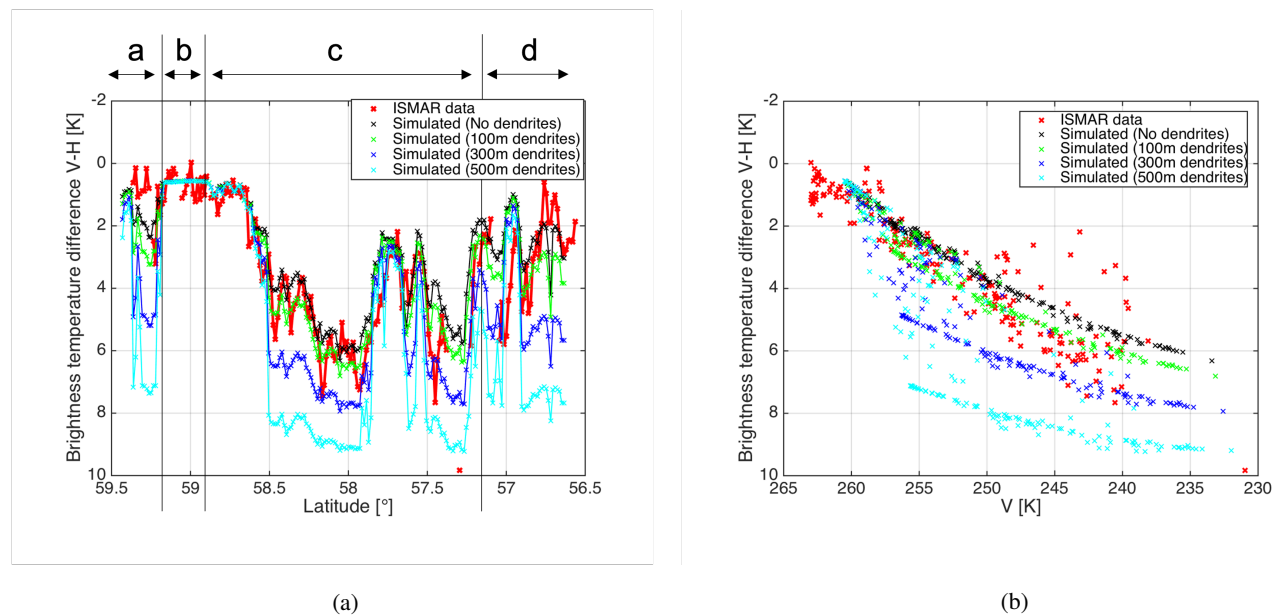 a b c d
-2
0
2
4
6
8
10
Brightness temperature difference V-H [K]
ISMAR data
Simulated (No dendrites)
Simulated (100m dendrites)
Simulated (300m dendrites)
Simulated (500m dendrites)
59.5 59 58.5 58 57.5 57 56.5
Latitude [°]
(a)
-2
0
2
4
6
8
10
Brightness temperature difference V-H [K]
ISMAR data
Simulated (No dendrites)
Simulated (100m dendrites)
Simulated (300m dendrites)
Simulated (500m dendrites)
265 260 255 250 245 240 235 230
V [K]
(b)